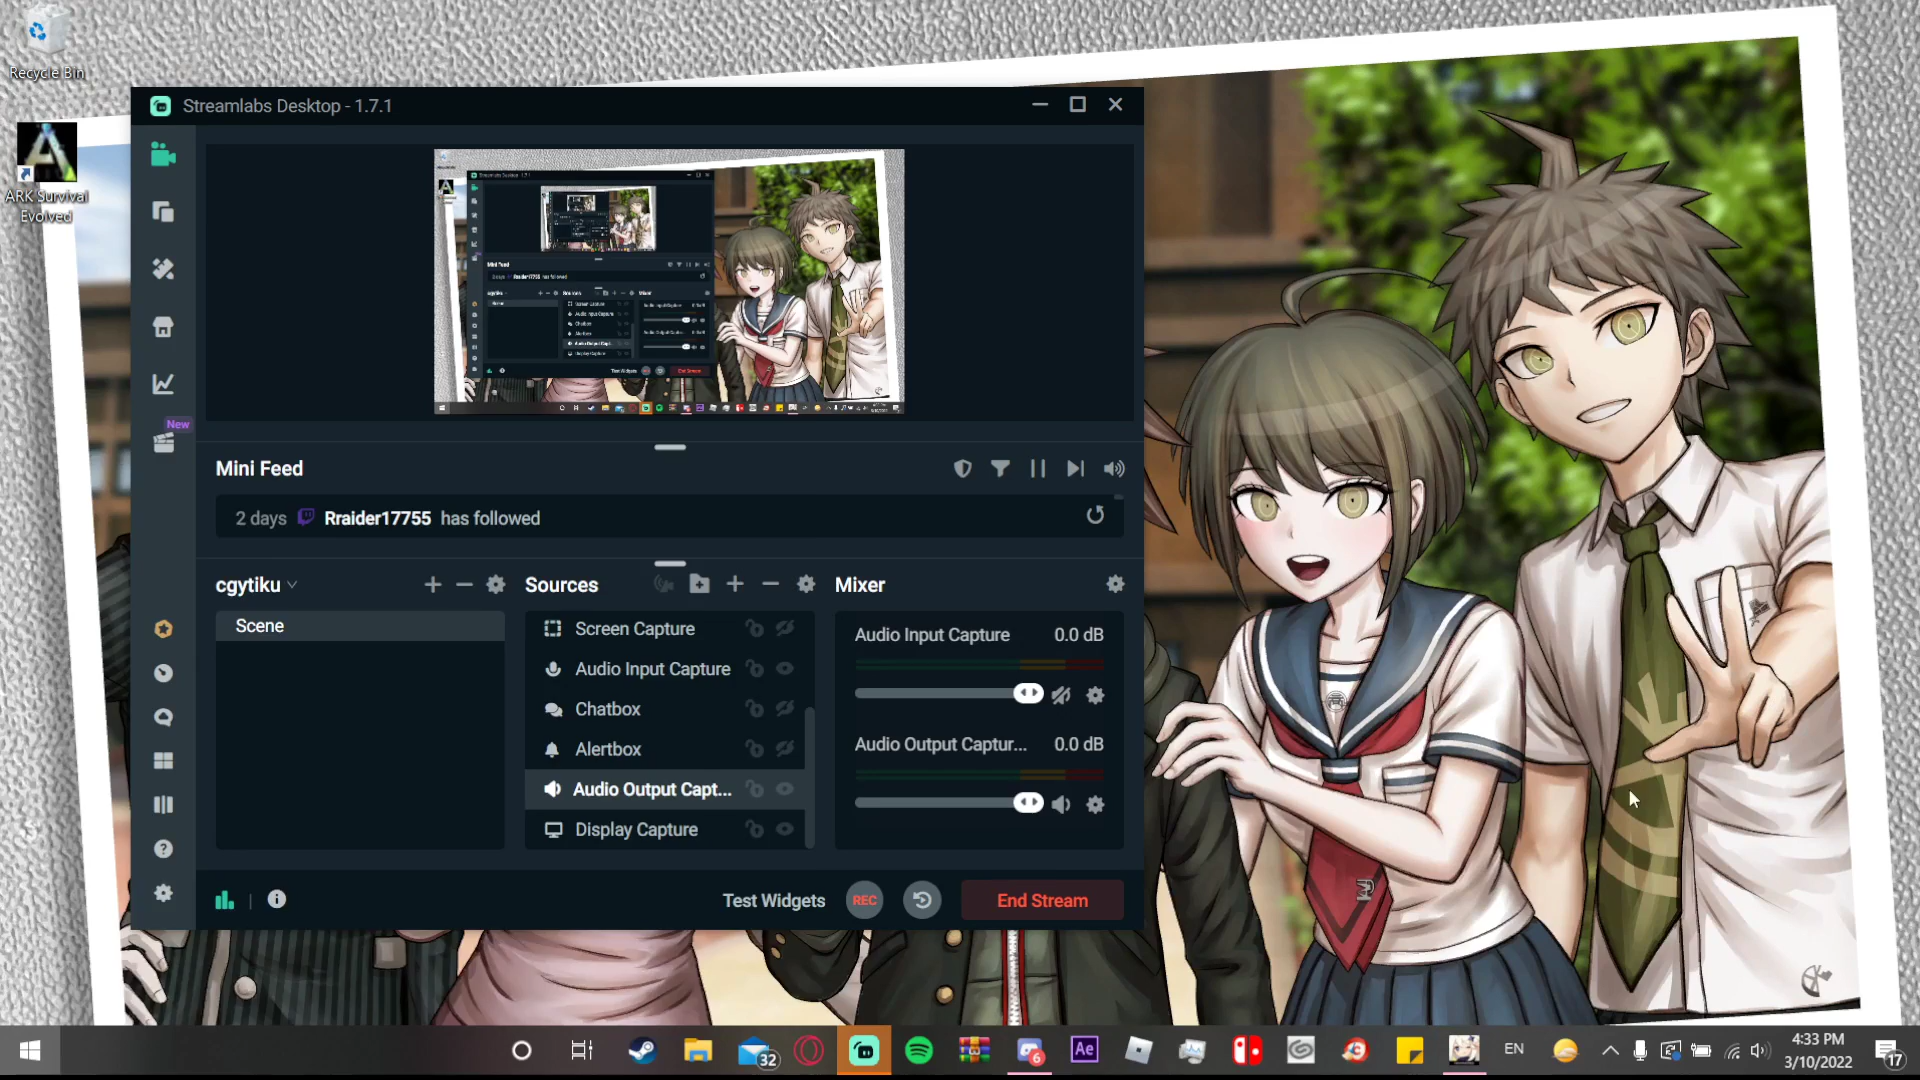 Recycle Bin
ARK Survival
Evolved
Streamlabs Desktop - 1.7.1
New
Mini Feed
2 days Rraider17755 has followed
cgytiku
Scene
Sources
Screen Capture
Audio Input Capture
Chatbox
Alertbox
Audio Output Capt...
Display Capture
Mixer
Audio Input Capture 0.0 dB
Audio Output Captur... 0.0 dB
Test Widgets
REC
End Stream
32
6
Ae
EN
4:33 PM
3/10/2022
17